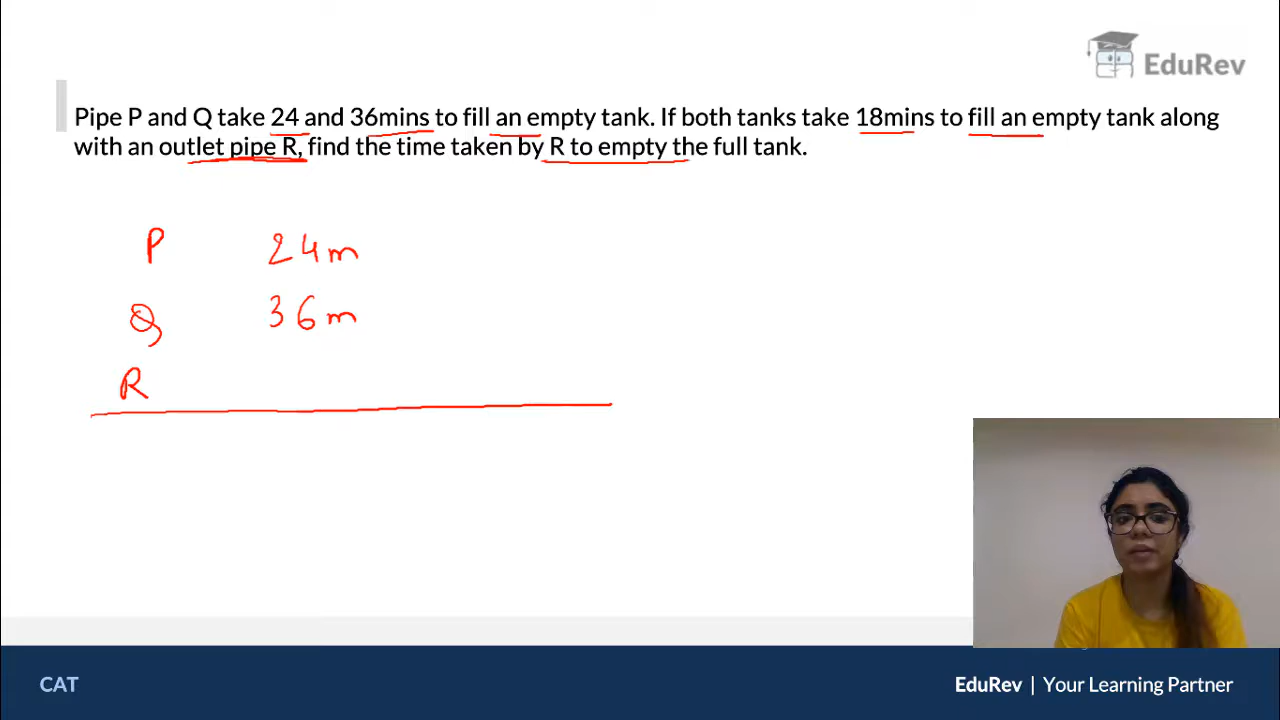 EduRev
Pipe P and Q take 24 and 36mins to fill an empty tank. If both tanks take 18mins to fill an empty tank along
with an outlet pipe R, find the time taken by R to empty the full tank.
P 24m
Q 36m
R
CAT
EduRev | Your Learning Partner